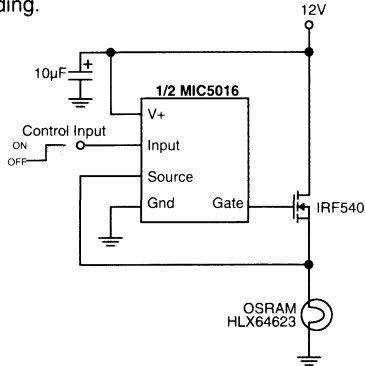 ding.
12V
10µF
+
1/2 MIC5016
V+
Control Input
ON
OFF
Input
Source
Gnd
Gate
IRF540
OSRAM
HLX64623